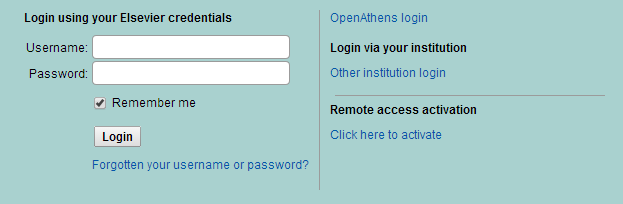 Login using your Elsevier credentials
Username:
Password:
Remember me
Login
Forgotten your username or password?
OpenAthens login
Login via your institution
Other institution login
Remote access activation
Click here to activate